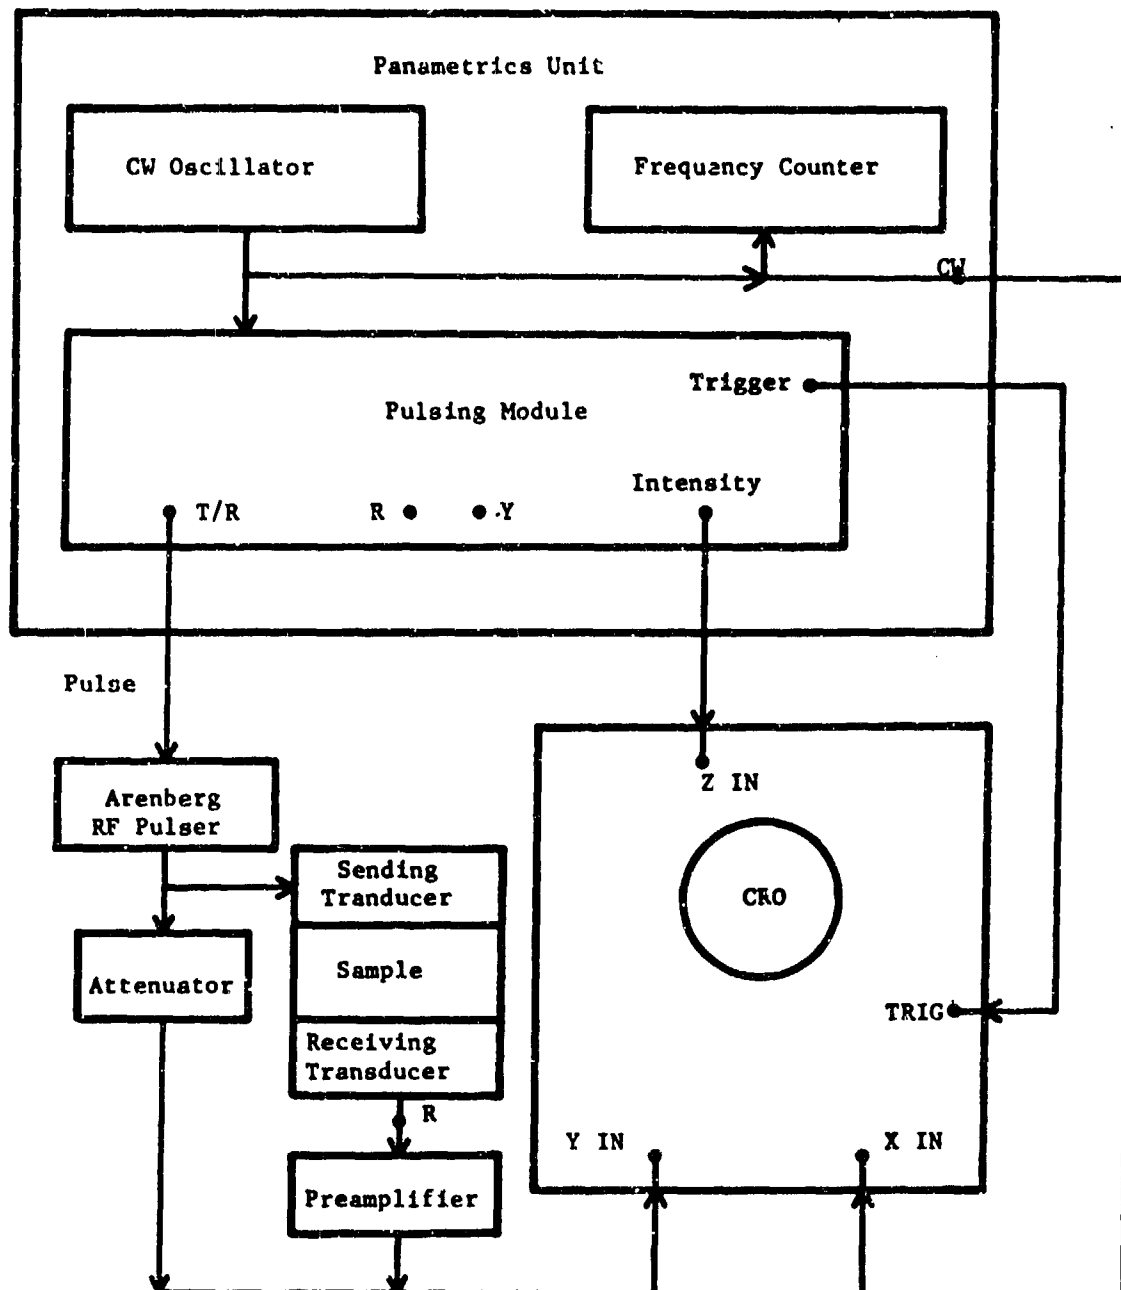 Panametrics Unit
CW Oscillator
Frequency Counter
CW
Trigger
Pulsing Module
Intensity
T/R
R
Y
Pulse
Z IN
Arenberg
RF Pulser
Sending
Tranducer
CRO
Sample
Attenuator
TRIG
Receiving
Transducer
R
Y IN
X IN
Preamplifier